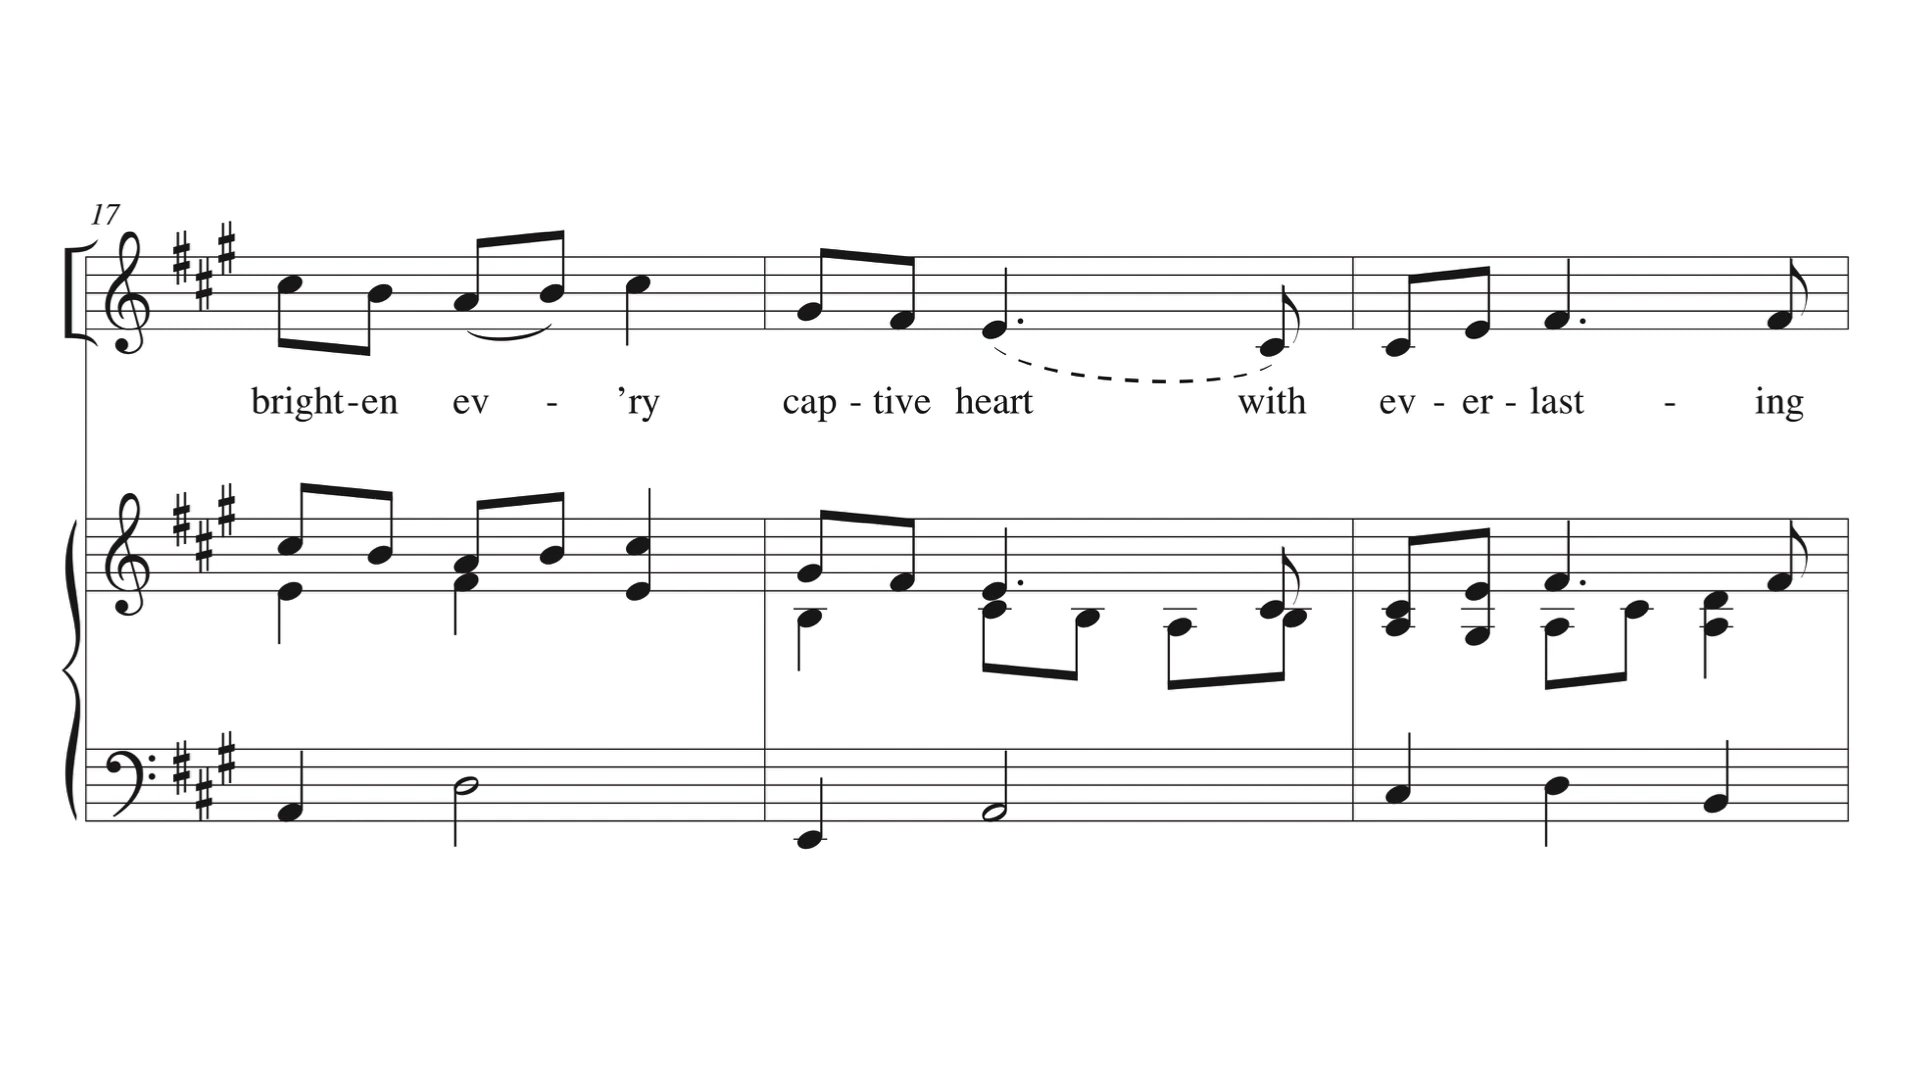 17
bright-en ev - ’ry cap - tive heart with ev - er - last - ing